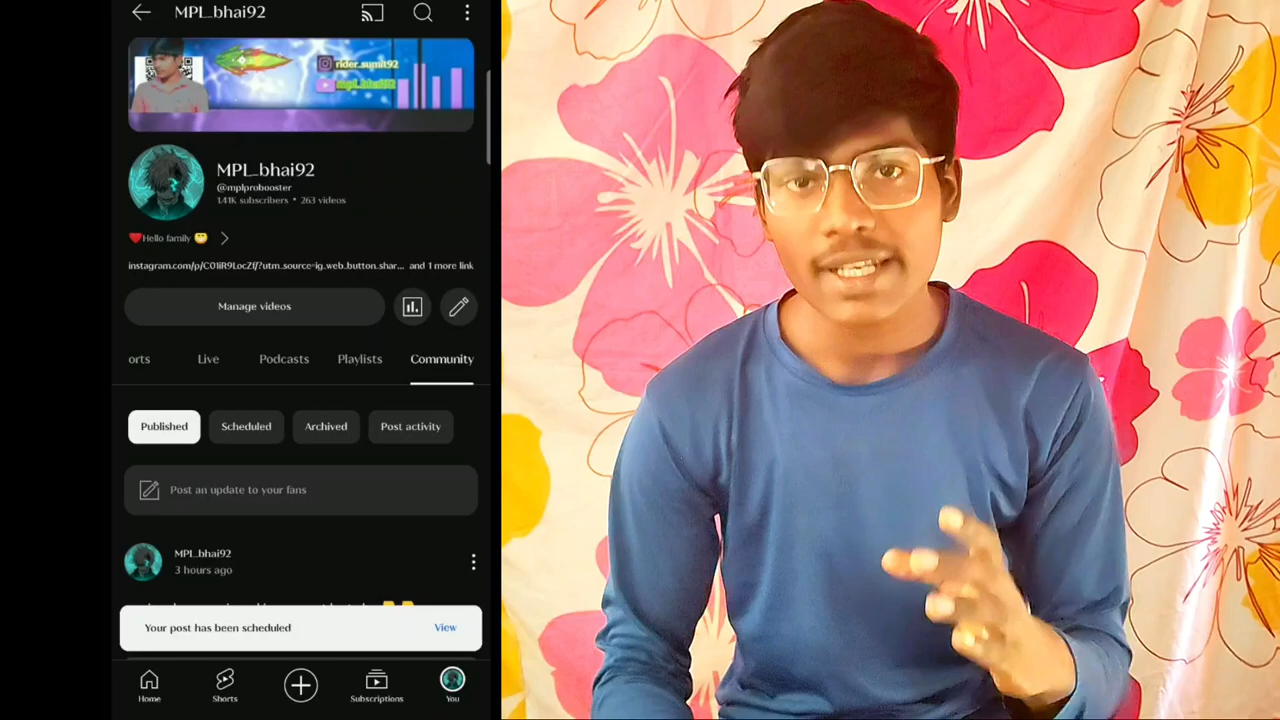 MPL_bhai92
rider_sumit92
mpl_bhai92
MPL_bhai92
@mplprobooster
1.41K subscribers • 263 videos
❤️Hello family 😁
instagram.com/p/C01iR9LocZf/?utm_source=ig_web_button_shar... and 1 more link
Manage videos
orts Live Podcasts Playlists Community
Published Scheduled Archived Post activity
Post an update to your fans
MPL_bhai92
3 hours ago
Your post has been scheduled View
Home Shorts Subscriptions You